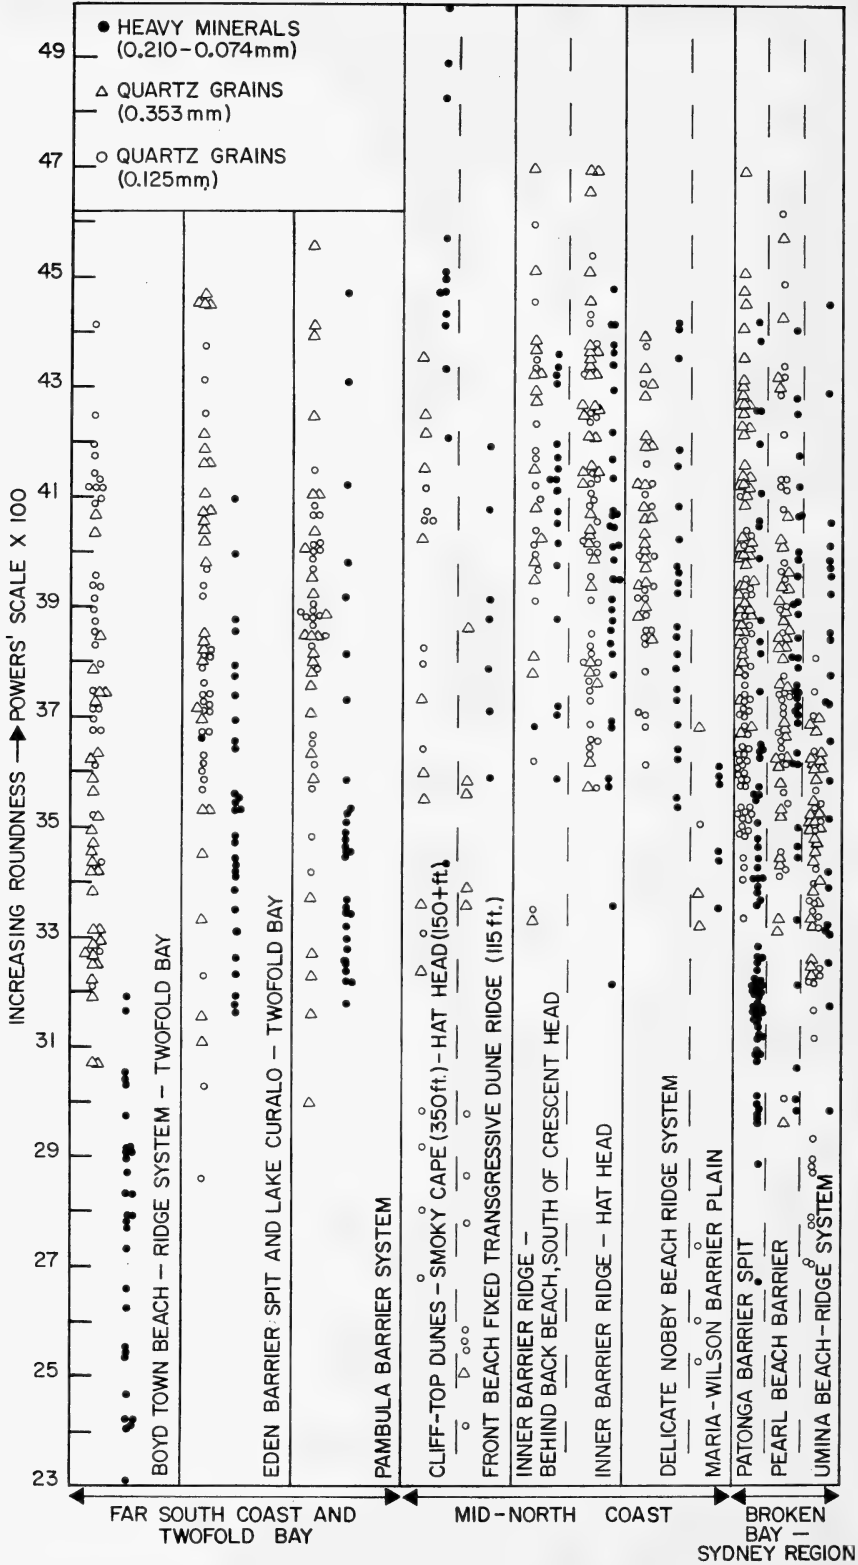 ● HEAVY MINERALS
(0.210-0.074mm)
△ QUARTZ GRAINS
(0.353mm)
○ QUARTZ GRAINS
(0.125mm)
49
47
45
43
41
39
37
35
33
31
29
27
25
23
INCREASING ROUNDNESS → POWERS' SCALE X 100
BOYD TOWN BEACH – RIDGE SYSTEM – TWOFOLD BAY
EDEN BARRIER SPIT AND LAKE CURALO – TWOFOLD BAY
PAMBULA BARRIER SYSTEM
CLIFF-TOP DUNES – SMOKY CAPE (350ft.) – HAT HEAD (150+ft.)
FRONT BEACH FIXED TRANSGRESSIVE DUNE RIDGE (115ft.)
INNER BARRIER RIDGE –
BEHIND BACK BEACH, SOUTH OF CRESCENT HEAD
INNER BARRIER RIDGE – HAT HEAD
DELICATE NOBBY BEACH RIDGE SYSTEM
MARIA-WILSON BARRIER PLAIN
PATONGA BARRIER SPIT
PEARL BEACH BARRIER
UMINA BEACH-RIDGE SYSTEM
FAR SOUTH COAST AND
TWOFOLD BAY
MID-NORTH COAST
BROKEN
BAY –
SYDNEY REGION